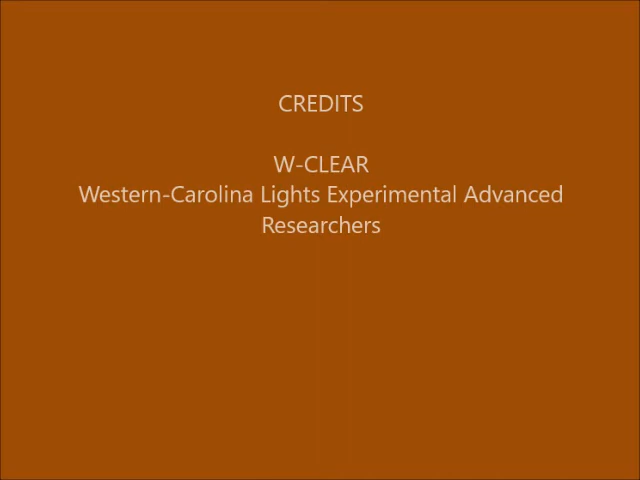 CREDITS
W-CLEAR
Western-Carolina Lights Experimental Advanced
Researchers